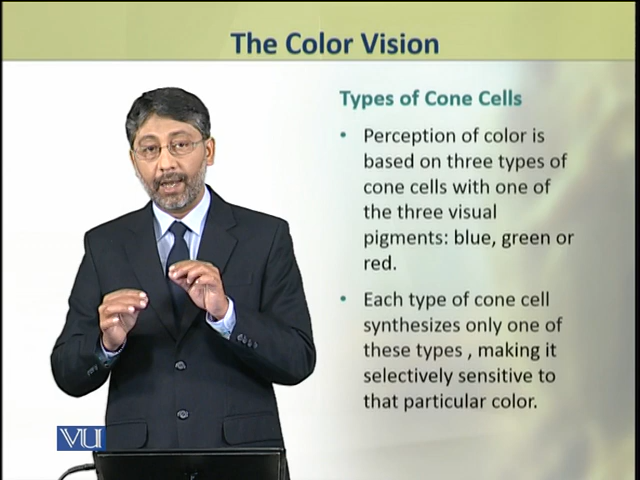 The Color Vision
Types of Cone Cells
• Perception of color is
based on three types of
cone cells with one of
the three visual
pigments: blue, green or
red.
• Each type of cone cell
synthesizes only one of
these types , making it
selectively sensitive to
that particular color.
VU